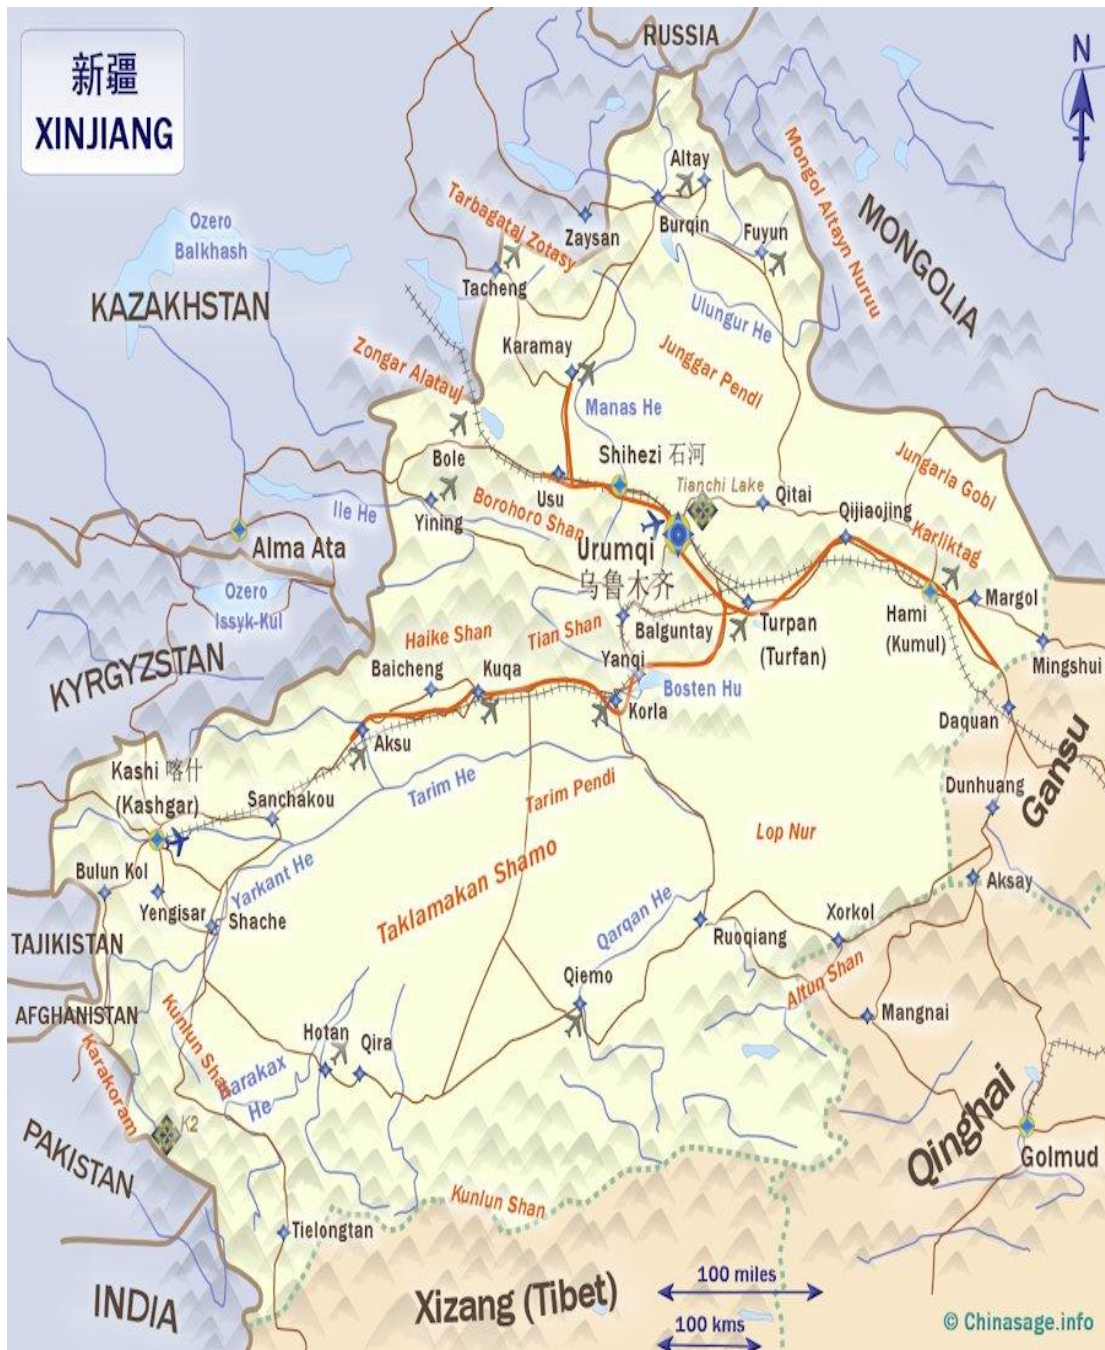 新疆
XINJIANG
RUSSIA
N
Altay
Mongol Altayn Nuruu
MONGOLIA
Tarbagataj Zotasy
Ozero
Balkhash
Zaysan
Burqin
Fuyun
Tacheng
KAZAKHSTAN
Ulungur He
Karamay
Zongar Alatauj
Junggar Pendi
Manas He
Shihezi 石河
Bole
Jungaria Gobi
Tianchi Lake
Qitai
Usu
Ile He
Borohoro Shan
Yining
Qijiaojing
Karliktag
Alma Ata
Urumqi
乌鲁木齐
Ozero
Issyk-Kul
Margol
Hami
(Kumul)
Turpan
(Turfan)
Balguntay
Haike Shan
Tian Shan
Mingshui
KYRGYZSTAN
Baicheng
Kuqa
Yanqi
Bosten Hu
Korla
Daquan
Aksu
Kashi 喀什
(Kashgar)
Sanchakou
Tarim He
Tarim Pendi
Dunhuang
Gansu
Lop Nur
Bulun Kol
Yarkant He
Taklamakan Shamo
Aksay
Yengisar
Shache
Qarqan He
Xorkol
TAJIKISTAN
Ruoqiang
Altun Shan
Qiemo
AFGHANISTAN
Kunlun Shan
Mangnai
Hotan
Qira
Karakoram
Karakax
He
K2
PAKISTAN
Qinghai
Golmud
Kunlun Shan
Tielongtan
100 miles
INDIA
Xizang (Tibet)
100 kms
© Chinasage.info